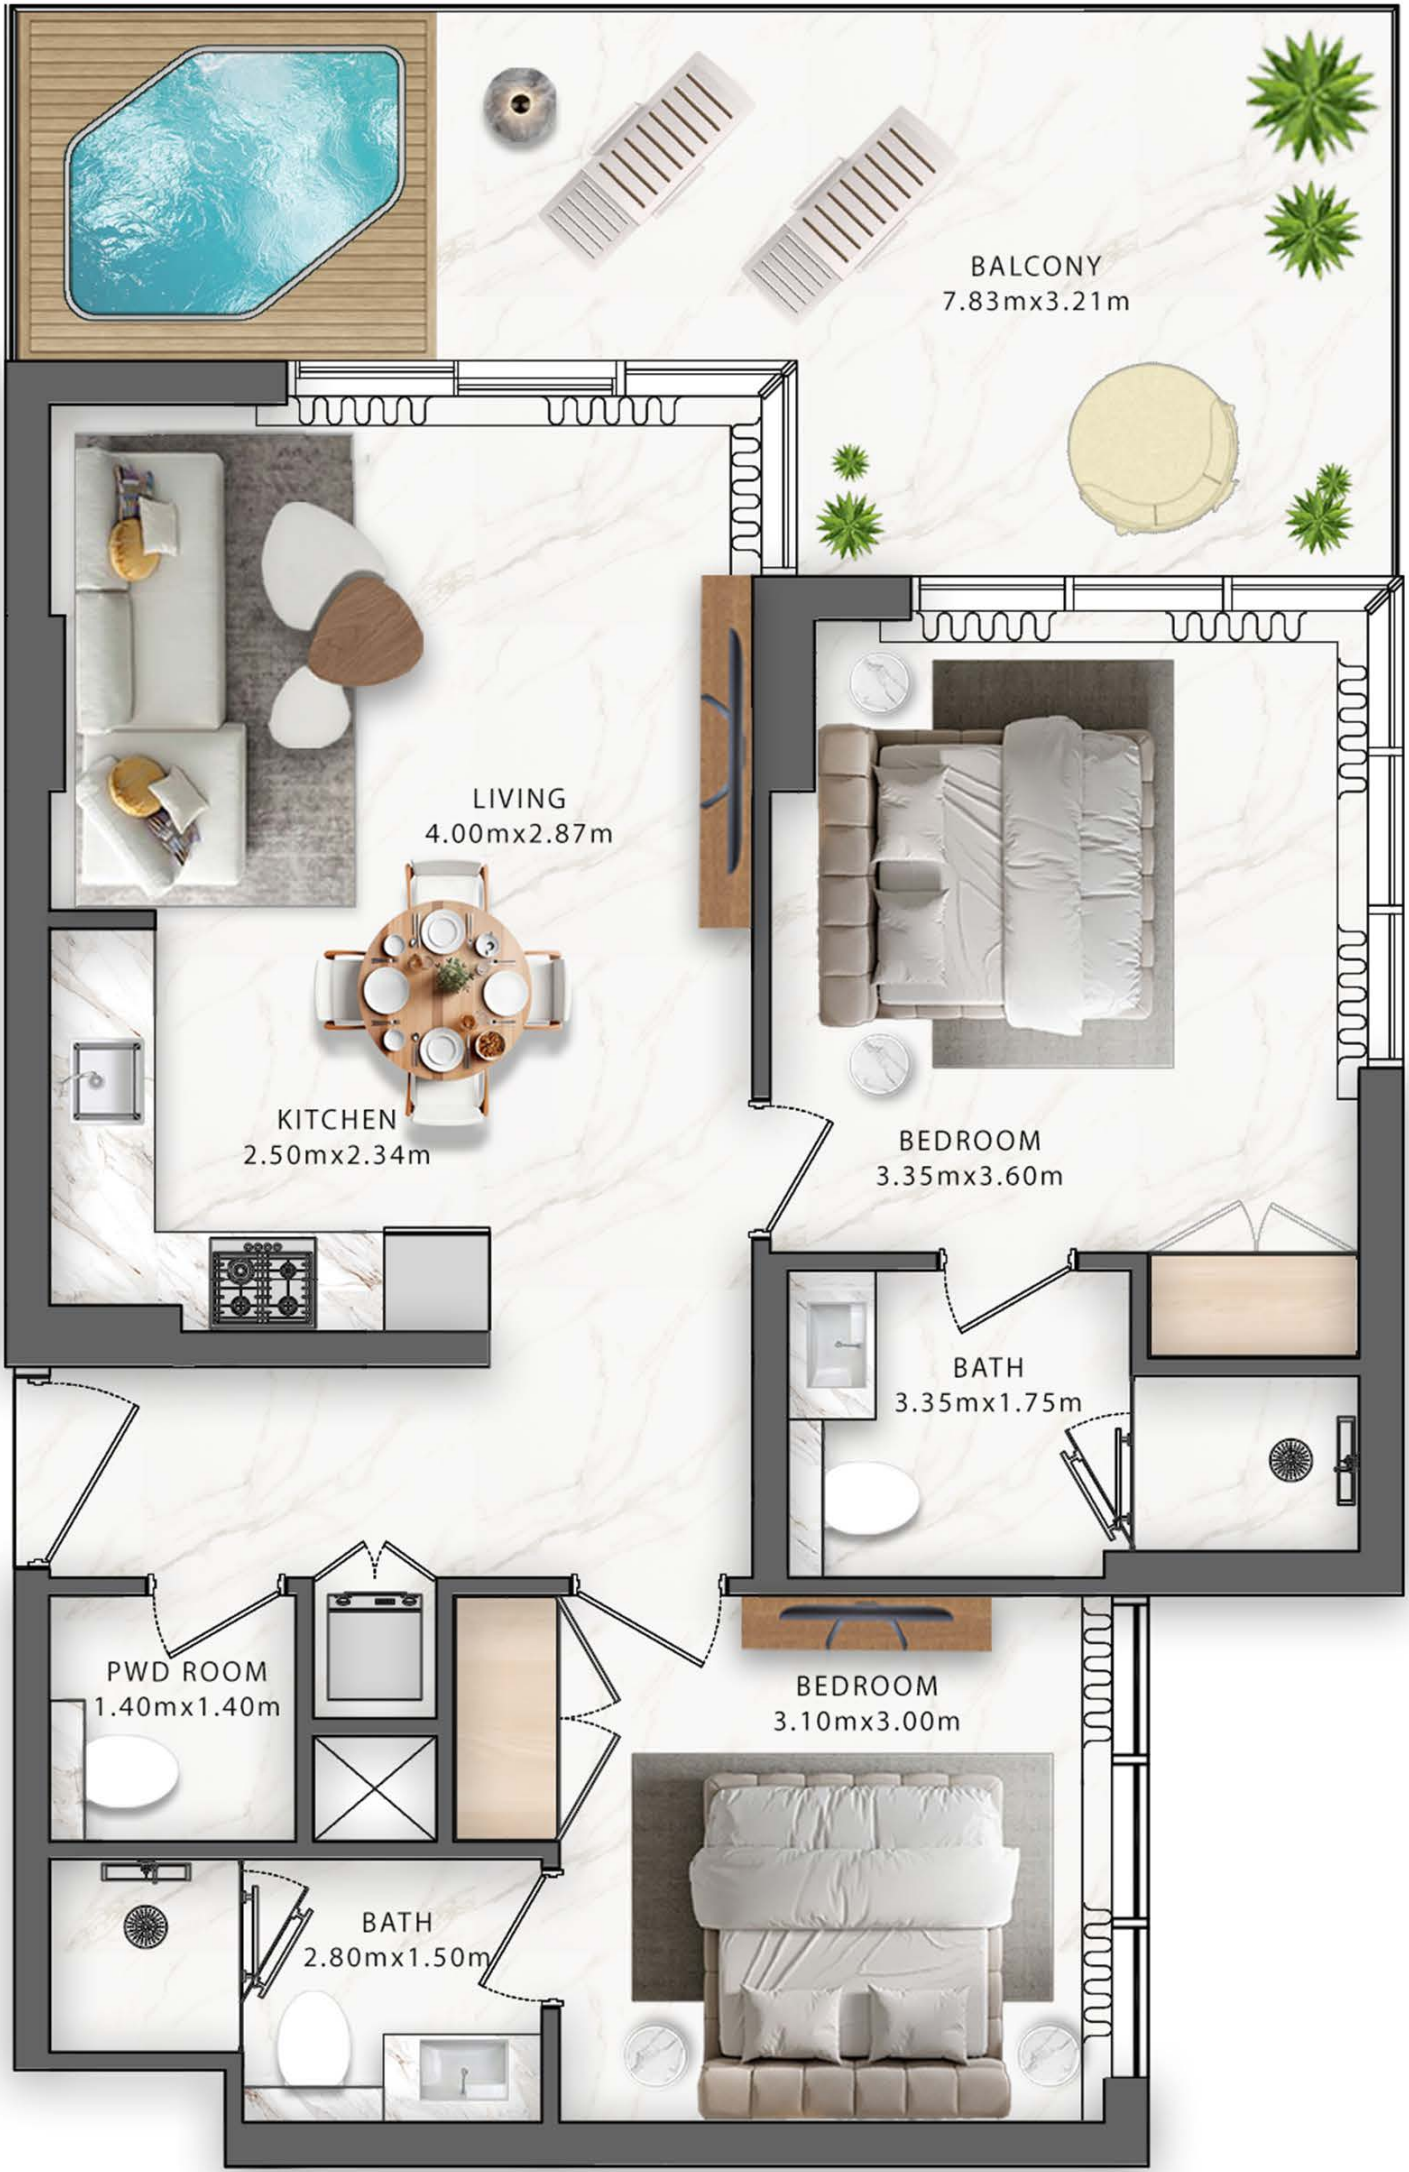 BALCONY
7.83mx3.21m
LIVING
4.00mx2.87m
KITCHEN
2.50mx2.34m
BEDROOM
3.35mx3.60m
BATH
3.35mx1.75m
PWD ROOM
1.40mx1.40m
BEDROOM
3.10mx3.00m
BATH
2.80mx1.50m